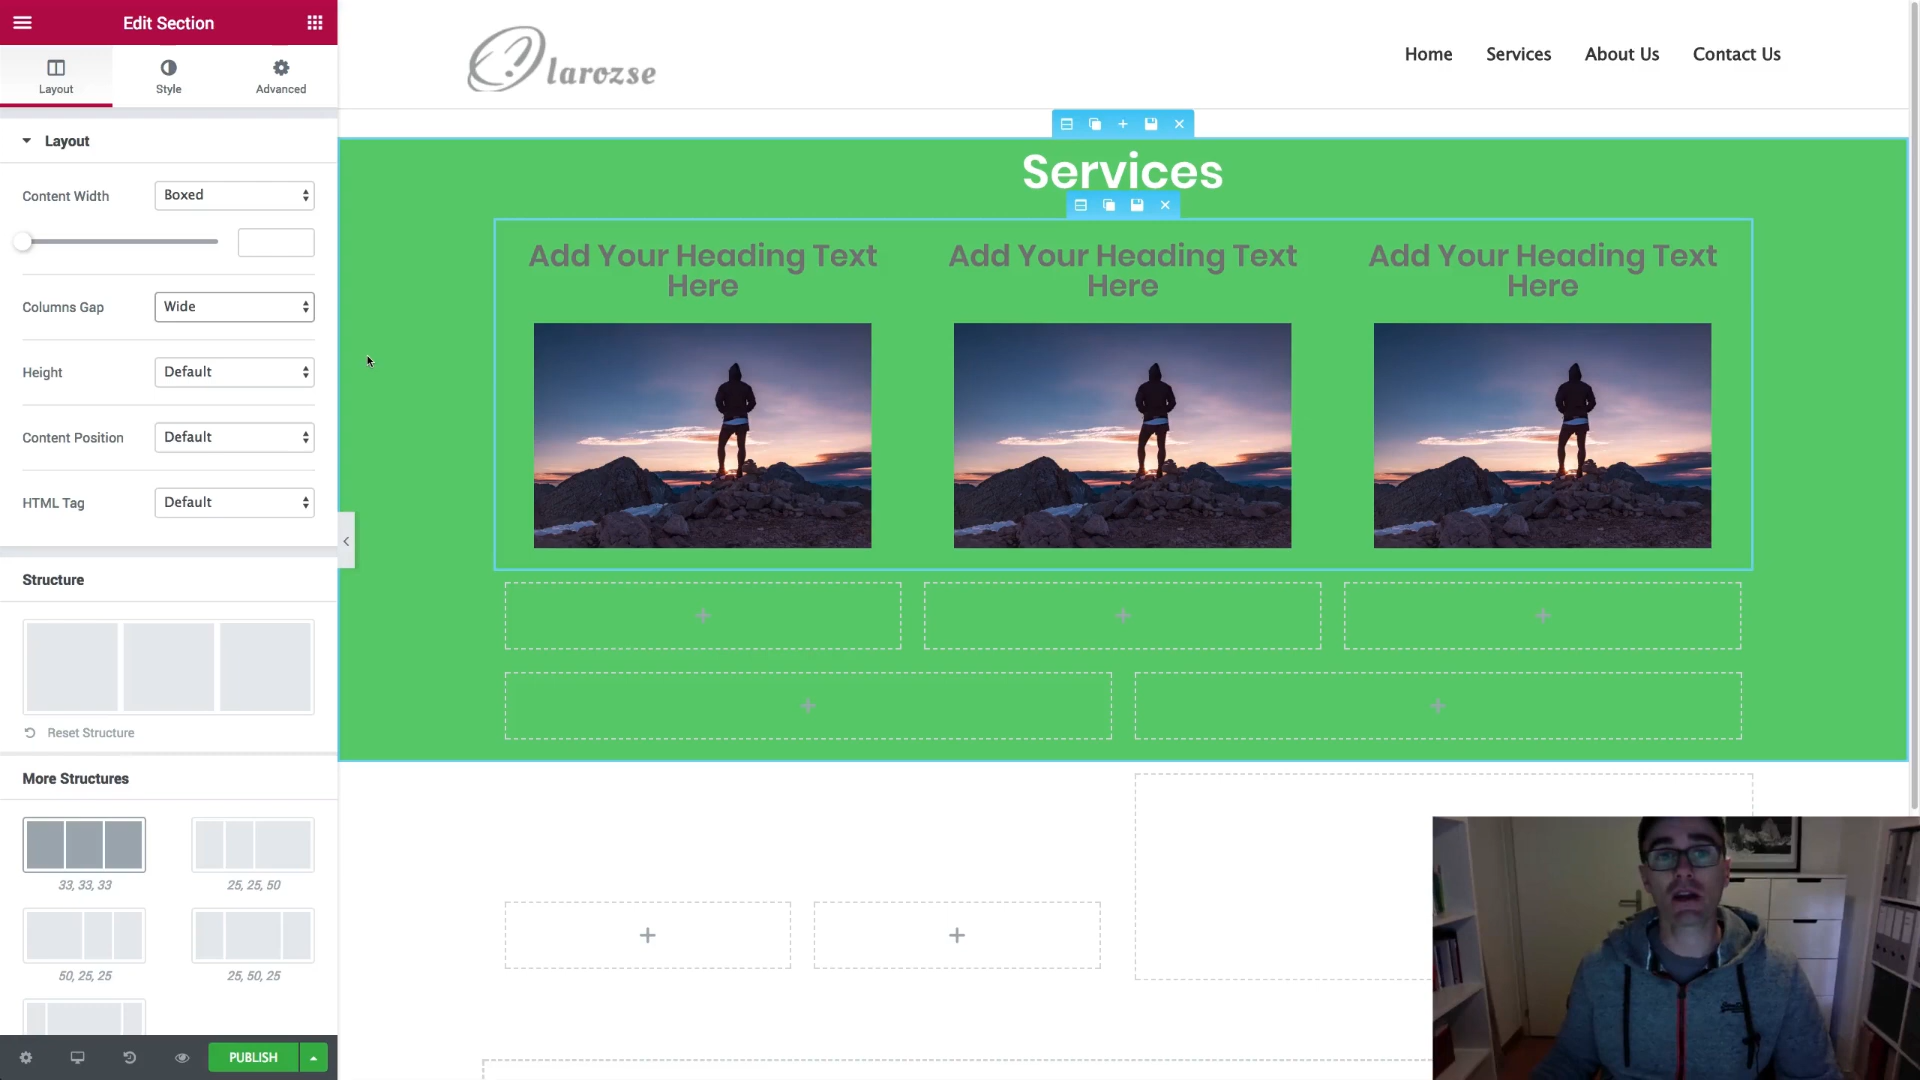 Edit Section
Layout
Style
Advanced
Layout
Content Width
Boxed
Columns Gap
Wide
Height
Default
Content Position
Default
HTML Tag
Default
Structure
Reset Structure
More Structures
33, 33, 33
25, 25, 50
50, 25, 25
25, 50, 25
PUBLISH
larozse
Home
Services
About Us
Contact Us
Services
Add Your Heading Text
Here
Add Your Heading Text
Here
Add Your Heading Text
Here